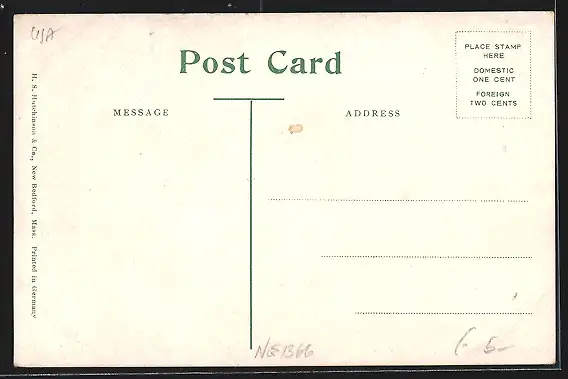 USA
Post Card
PLACE STAMP
HERE
DOMESTIC
ONE CENT
FOREIGN
TWO CENTS
MESSAGE
ADDRESS
H. S. Hutchinson & Co., New Bedford, Mass. Printed in Germany
5-